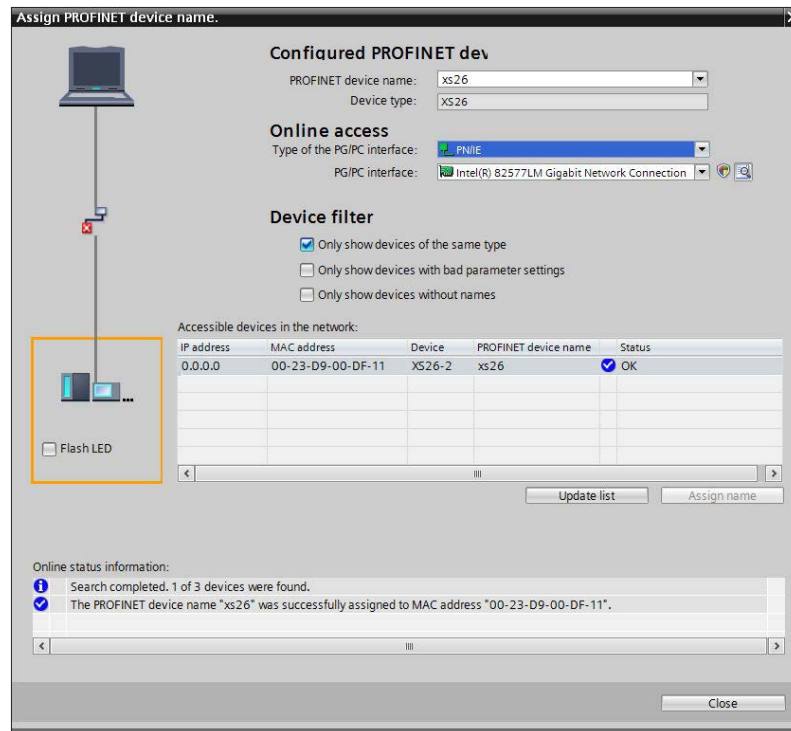 Assign PROFINET device name.
Configured PROFINET dev
PROFINET device name: xs26
Device type: XS26
Online access
Type of the PG/PC interface: PN/IE
PG/PC interface: Intel(R) 82577LM Gigabit Network Connection
Device filter
Only show devices of the same type
Only show devices with bad parameter settings
Only show devices without names
Accessible devices in the network:
IP address MAC address Device PROFINET device name Status
0.0.0.0 00-23-D9-00-DF-11 XS26-2 xs26 OK
Flash LED
Update list Assign name
Online status information:
Search completed. 1 of 3 devices were found.
The PROFINET device name "xs26" was successfully assigned to MAC address "00-23-D9-00-DF-11".
Close